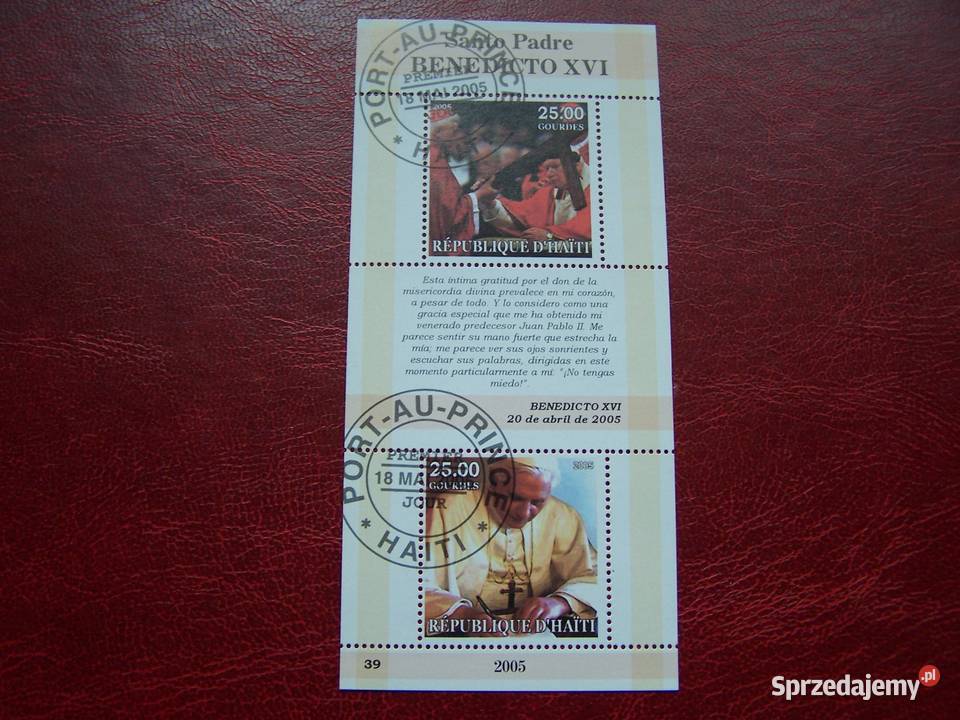 Santo Padre
BENEDICTO XVI
PORT-AU-PRINCE
PREMIER
18 MAI 2005
* HAITI
2005
25.00
GOURDES
RÉPUBLIQUE D'HAÏTI
Esta íntima gratitud por el don de la
misericordia divina prevalece en mi corazón,
a pesar de todo. Y lo considero como una
gracia especial que me ha obtenido mi
venerado predecesor Juan Pablo II. Me
parece sentir su mano fuerte que estrecha la
mía; me parece ver sus ojos sonrientes y
escuchar sus palabras, dirigidas en este
momento particularmente a mí: "¡No tengas
miedo!".
BENEDICTO XVI
20 de abril de 2005
PORT-AU-PRINCE
PREMIER
18 MAI
JOUR
* HAITI *
25.00
GOURDES
2005
RÉPUBLIQUE D'HAÏTI
39
2005
Sprzedajemy.pl